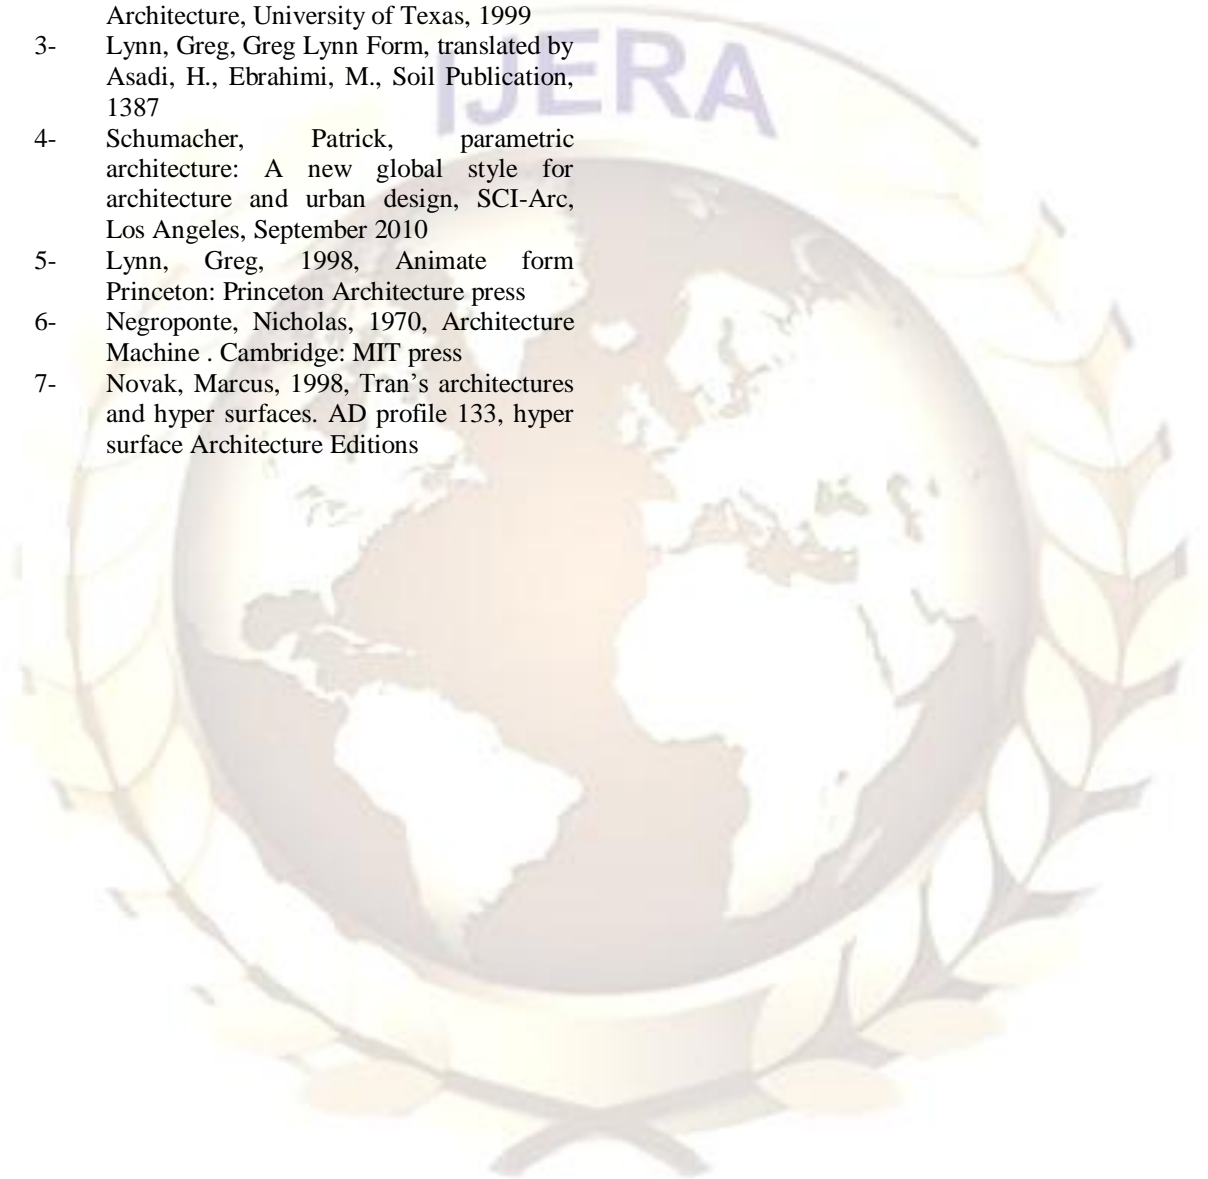 IJERA
Architecture, University of Texas, 1999
3- Lynn, Greg, Greg Lynn Form, translated by
Asadi, H., Ebrahimi, M., Soil Publication,
1387
4- Schumacher, Patrick, parametric
architecture: A new global style for
architecture and urban design, SCI-Arc,
Los Angeles, September 2010
5- Lynn, Greg, 1998, Animate form
Princeton: Princeton Architecture press
6- Negroponte, Nicholas, 1970, Architecture
Machine . Cambridge: MIT press
7- Novak, Marcus, 1998, Tran’s architectures
and hyper surfaces. AD profile 133, hyper
surface Architecture Editions